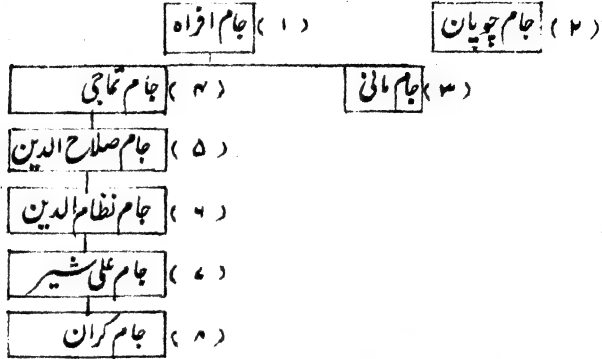 (۱) جام افراہ (۲) جام چوپان
(۳) جام مانی (۴) جام تماجی
(۵) جام صلاح الدین
(۶) جام نظام الدین
(۷) جام علی شیر
(۸) جام کران